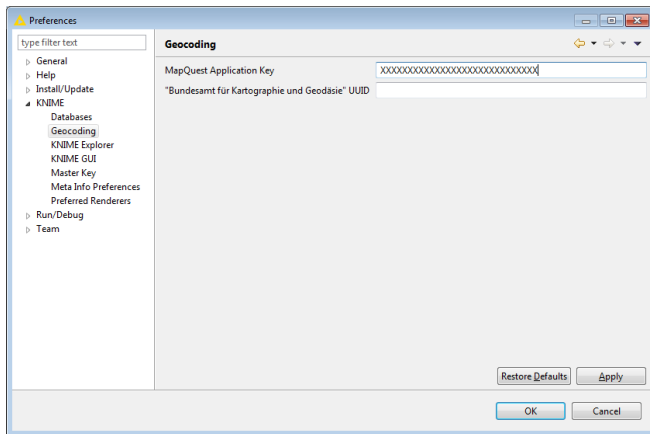 Preferences
type filter text
General
Help
Install/Update
KNIME
Databases
Geocoding
KNIME Explorer
KNIME GUI
Master Key
Meta Info Preferences
Preferred Renderers
Run/Debug
Team
Geocoding
MapQuest Application Key XXXXXXXXXXXXXXXXXXXXXXXXXXXXX
"Bundesamt für Kartographie und Geodäsie" UUID
Restore Defaults Apply
OK Cancel